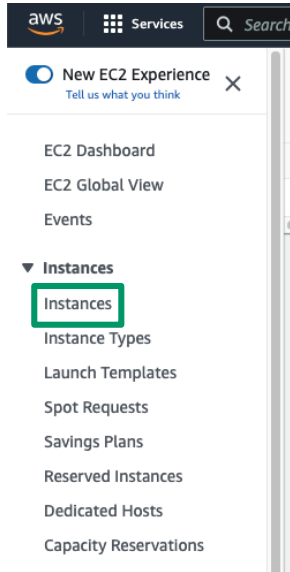 aws
Services
Search
New EC2 Experience
Tell us what you think
EC2 Dashboard
EC2 Global View
Events
Instances
Instances
Instance Types
Launch Templates
Spot Requests
Savings Plans
Reserved Instances
Dedicated Hosts
Capacity Reservations